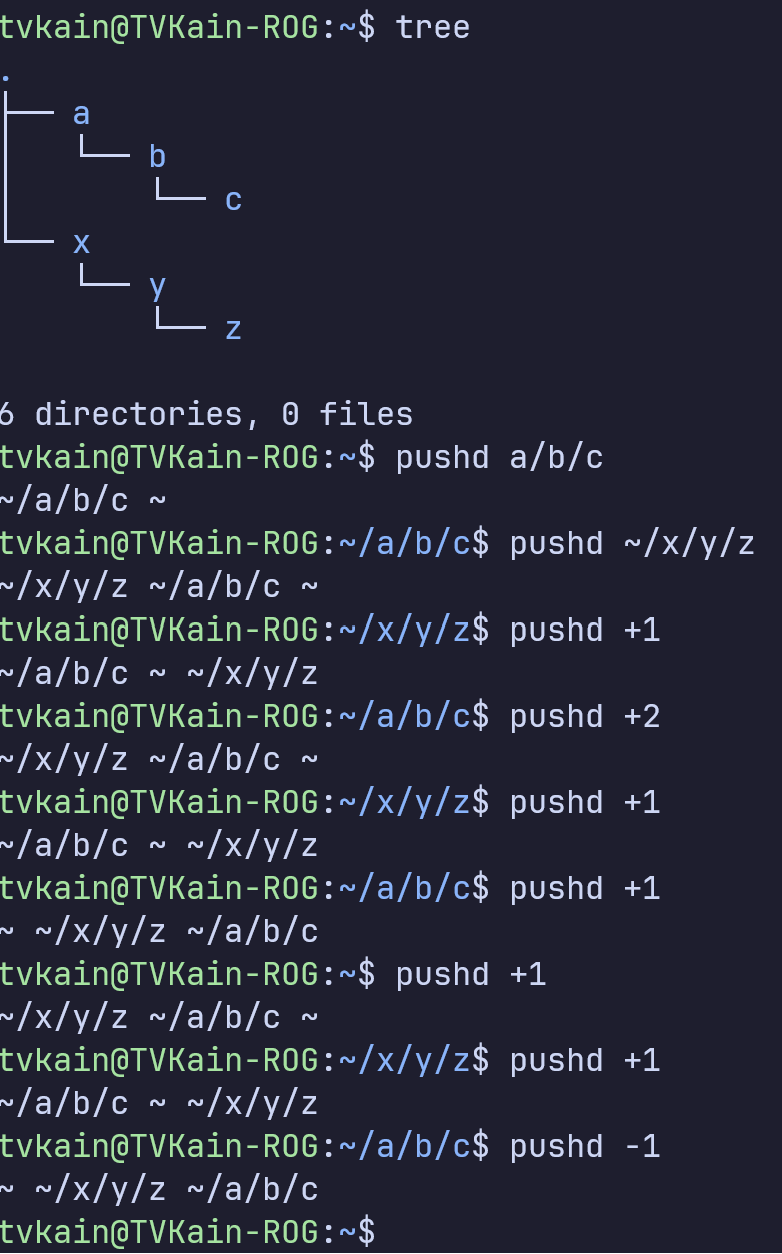 tvkain@TVKain-ROG:~$ tree
.
├── a
│   └── b
│       └── c
└── x
    └── y
        └── z
6 directories, 0 files
tvkain@TVKain-ROG:~$ pushd a/b/c
~/a/b/c ~
tvkain@TVKain-ROG:~/a/b/c$ pushd ~/x/y/z
~/x/y/z ~/a/b/c ~
tvkain@TVKain-ROG:~/x/y/z$ pushd +1
~/a/b/c ~ ~/x/y/z
tvkain@TVKain-ROG:~/a/b/c$ pushd +2
~/x/y/z ~/a/b/c ~
tvkain@TVKain-ROG:~/x/y/z$ pushd +1
~/a/b/c ~ ~/x/y/z
tvkain@TVKain-ROG:~/a/b/c$ pushd +1
~ ~/x/y/z ~/a/b/c
tvkain@TVKain-ROG:~$ pushd +1
~/x/y/z ~/a/b/c ~
tvkain@TVKain-ROG:~/x/y/z$ pushd +1
~/a/b/c ~ ~/x/y/z
tvkain@TVKain-ROG:~/a/b/c$ pushd -1
~ ~/x/y/z ~/a/b/c
tvkain@TVKain-ROG:~$